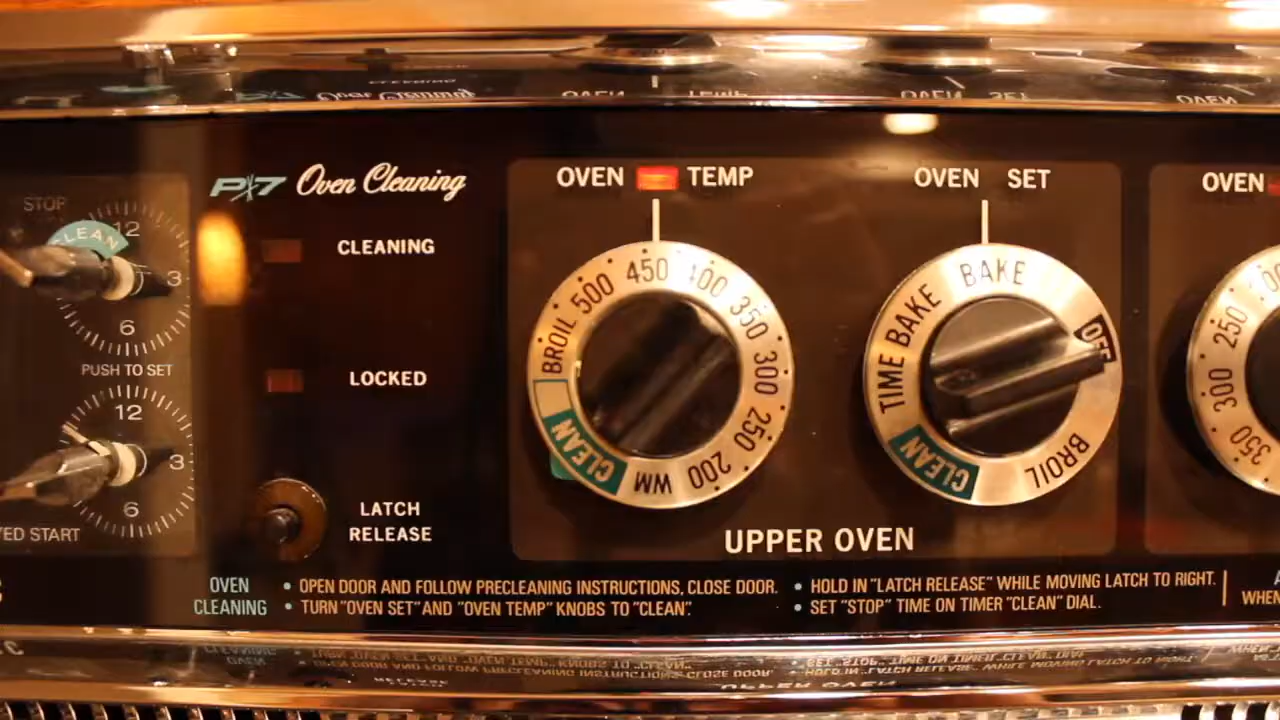 STOP
CLEAN
12
3
6
PUSH TO SET
12
3
6
P*7 Oven Cleaning
CLEANING
LOCKED
LATCH
RELEASE
OVEN TEMP
BROIL 500 450 400 350 300 250 200 WM CLEAN
OVEN SET
TIME BAKE BAKE OFF BROIL CLEAN
UPPER OVEN
OVEN
250
300
350
OVEN
CLEANING
• OPEN DOOR AND FOLLOW PRECLEANING INSTRUCTIONS, CLOSE DOOR.
• TURN "OVEN SET" AND "OVEN TEMP" KNOBS TO "CLEAN".
• HOLD IN "LATCH RELEASE" WHILE MOVING LATCH TO RIGHT.
• SET "STOP" TIME ON TIMER "CLEAN" DIAL.